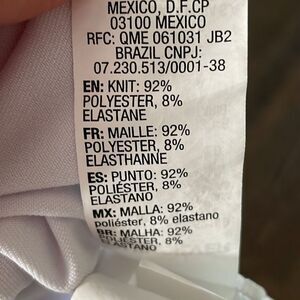 MEXICO, D.F.CP
03100 MEXICO
RFC: QME 061031 JB2
BRAZIL CNPJ:
07.230.513/0001-38
EN: KNIT: 92%
POLYESTER, 8%
ELASTANE
FR: MAILLE: 92%
POLYESTER, 8%
ELASTHANNE
ES: PUNTO: 92%
POLIÉSTER, 8%
ELASTANO
MX: MALLA: 92%
poliéster, 8% elastano
BR: MALHA: 92%
POLIÉSTER, 8%
ELASTANO